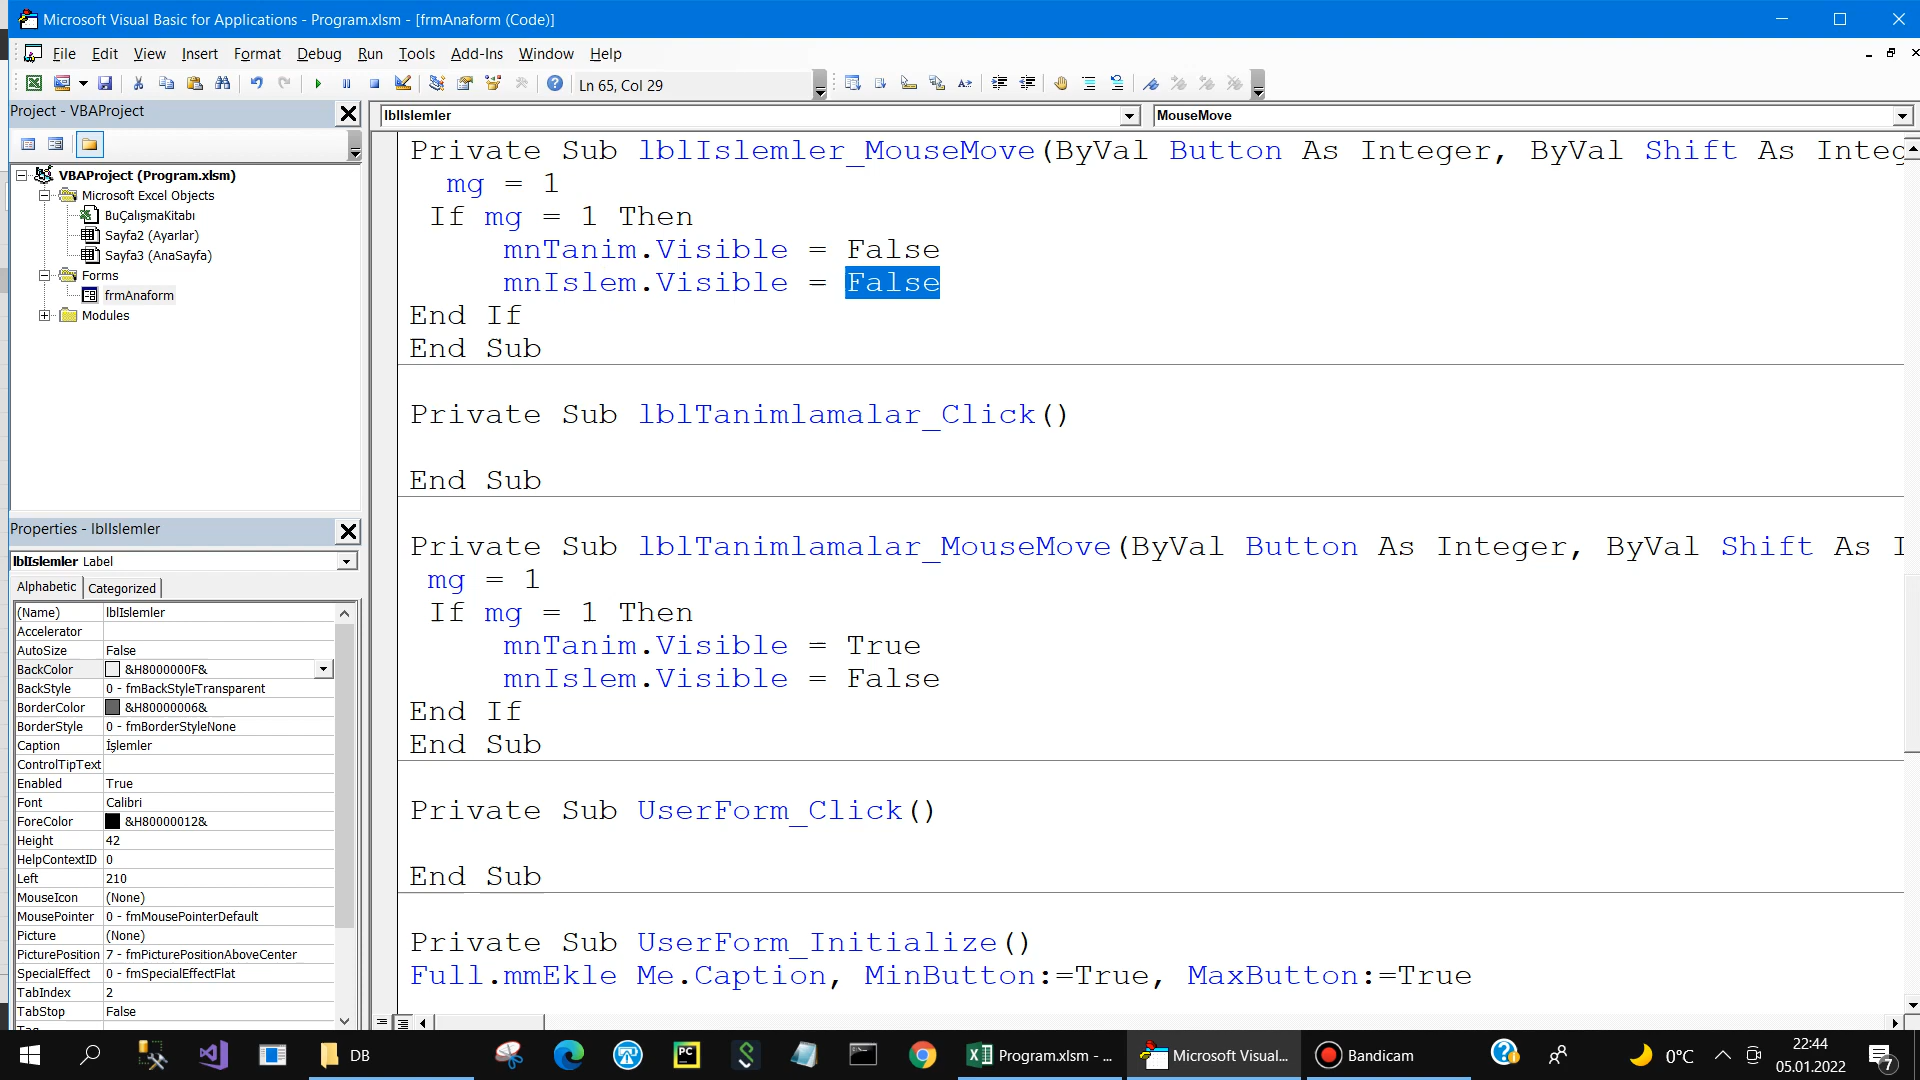 Microsoft Visual Basic for Applications - Program.xlsm - [frmAnaform (Code)]
File Edit View Insert Format Debug Run Tools Add-Ins Window Help
Ln 65, Col 29
Project - VBAProject
VBAProject (Program.xlsm)
Microsoft Excel Objects
BuÇalışmaKitabı
Sayfa2 (Ayarlar)
Sayfa3 (AnaSayfa)
Forms
frmAnaform
Modules
Properties - lblIslemler
lblIslemler Label
Alphabetic Categorized
(Name) lblIslemler
Accelerator
AutoSize False
BackColor &H8000000F&
BackStyle 0 - fmBackStyleTransparent
BorderColor &H80000006&
BorderStyle 0 - fmBorderStyleNone
Caption İşlemler
ControlTipText
Enabled True
Font Calibri
ForeColor &H80000012&
Height 42
HelpContextID 0
Left 210
MouseIcon (None)
MousePointer 0 - fmMousePointerDefault
Picture (None)
PicturePosition 7 - fmPicturePositionAboveCenter
SpecialEffect 0 - fmSpecialEffectFlat
TabIndex 2
TabStop False
lblIslemler MouseMove
Private Sub lblIslemler_MouseMove(ByVal Button As Integer, ByVal Shift As Integ
mg = 1
If mg = 1 Then
mnTanim.Visible = False
mnIslem.Visible = False
End If
End Sub
Private Sub lblTanimlamalar_Click()
End Sub
Private Sub lblTanimlamalar_MouseMove(ByVal Button As Integer, ByVal Shift As I
mg = 1
If mg = 1 Then
mnTanim.Visible = True
mnIslem.Visible = False
End If
End Sub
Private Sub UserForm_Click()
End Sub
Private Sub UserForm_Initialize()
Full.mmEkle Me.Caption, MinButton:=True, MaxButton:=True
DB
PC
Program.xlsm - ...
Microsoft Visual...
Bandicam
0°C
22:44
05.01.2022
7